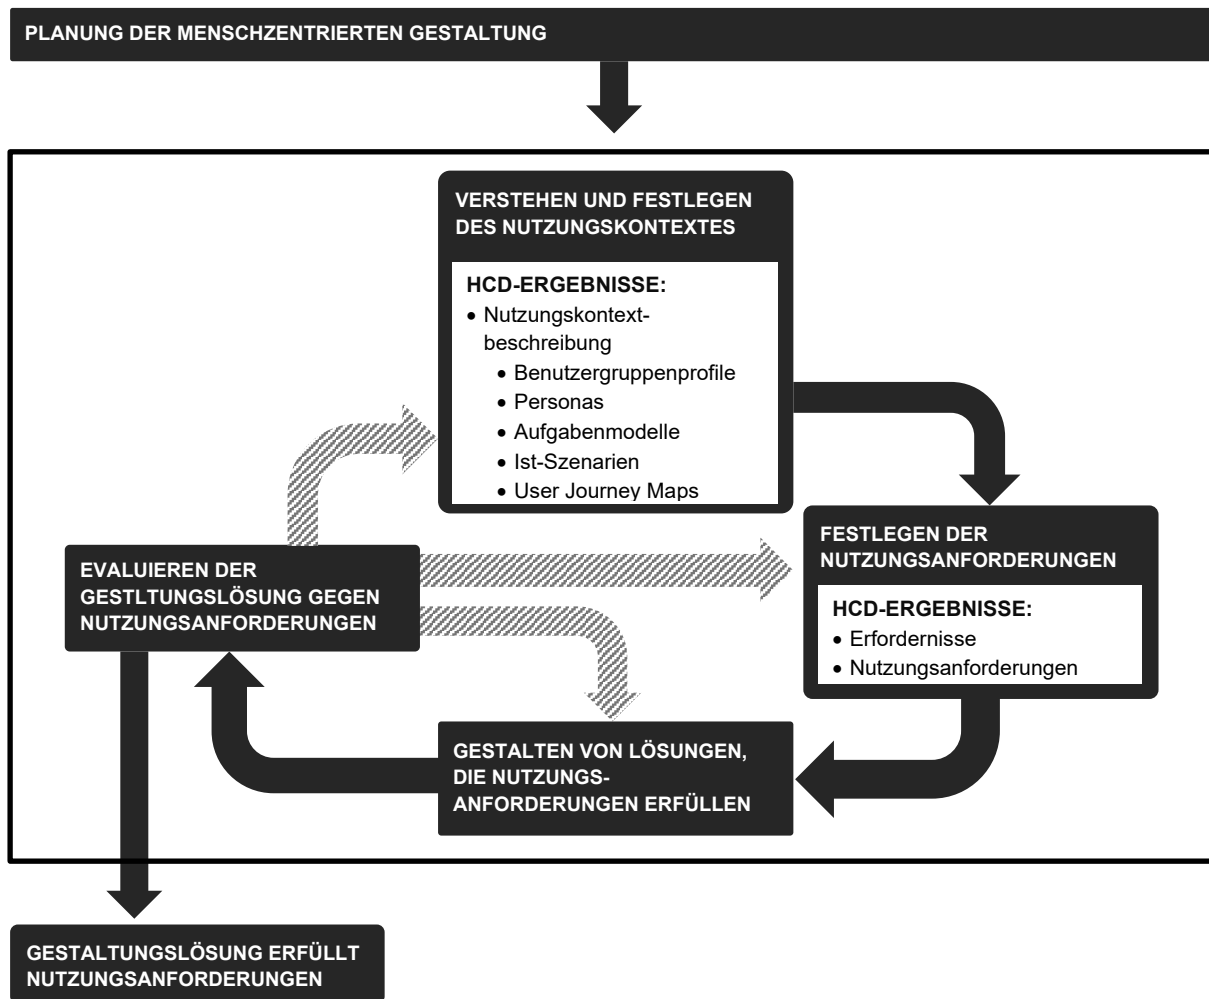 PLANUNG DER MENSCHZENTRIERTEN GESTALTUNG
VERSTEHEN UND FESTLEGEN
DES NUTZUNGSKONTEXTES
HCD-ERGEBNISSE:
• Nutzungskontext-
beschreibung
• Benutzergruppenprofile
• Personas
• Aufgabenmodelle
• Ist-Szenarien
• User Journey Maps
FESTLEGEN DER
NUTZUNGSANFORDERUNGEN
HCD-ERGEBNISSE:
• Erfordernisse
• Nutzungsanforderungen
EVALUIEREN DER
GESTLTUNGSLÖSUNG GEGEN
NUTZUNGSANFORDERUNGEN
GESTALTEN VON LÖSUNGEN,
DIE NUTZUNGS-
ANFORDERUNGEN ERFÜLLEN
GESTALTUNGSLÖSUNG ERFÜLLT
NUTZUNGSANFORDERUNGEN